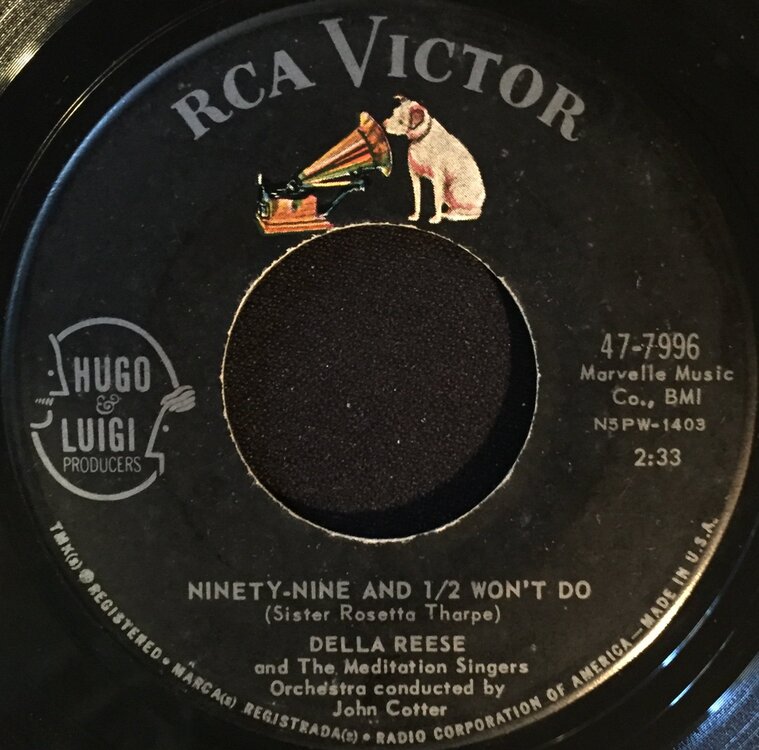 RCA VICTOR
HUGO
&
LUIGI
PRODUCERS
47-7996
Marvelle Music
Co., BMI
N5PW-1403
2:33
NINETY-NINE AND 1/2 WON'T DO
(Sister Rosetta Tharpe)
DELLA REESE
and The Meditation Singers
Orchestra conducted by
John Cotter
TMK(s) ® REGISTERED • MARCA(s) REGISTRADA(s) • RADIO CORPORATION OF AMERICA—MADE IN U.S.A.